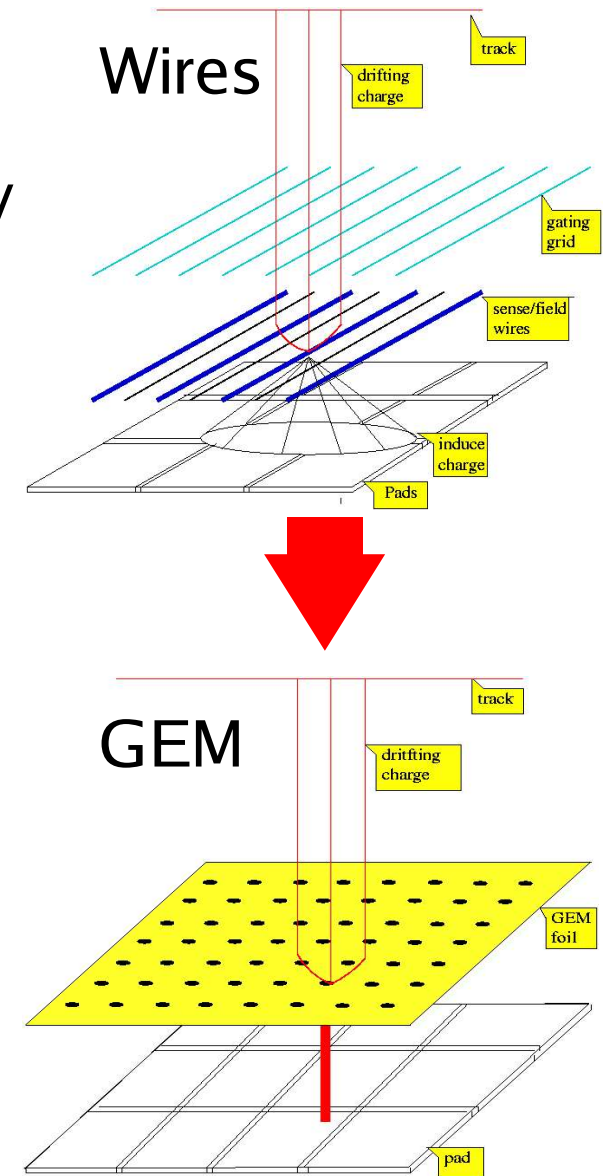 Wires
track
drifting
charge
y
gating
grid
sense/field
wires
induce
charge
Pads
GEM
track
dritfting
charge
GEM
foil
pad